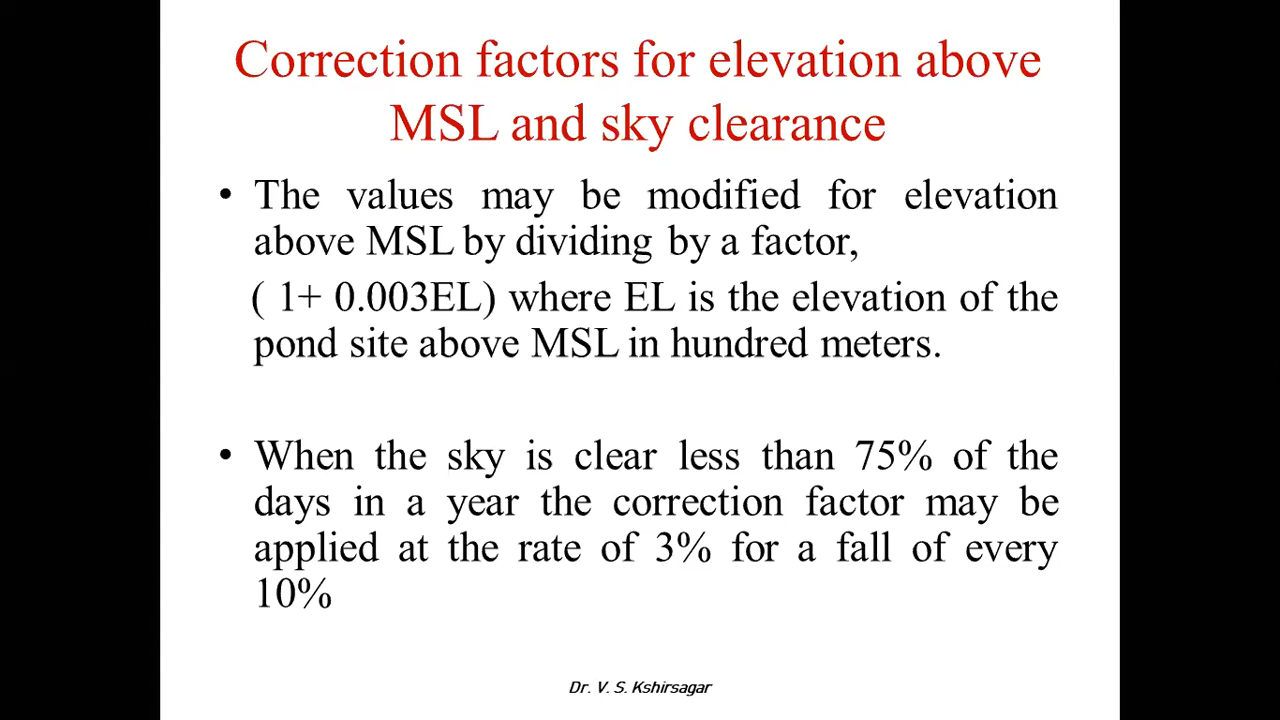 Correction factors for elevation above
MSL and sky clearance
• The values may be modified for elevation
above MSL by dividing by a factor,
( 1+ 0.003EL) where EL is the elevation of the
pond site above MSL in hundred meters.
• When the sky is clear less than 75% of the
days in a year the correction factor may be
applied at the rate of 3% for a fall of every
10%
Dr. V. S. Kshirsagar